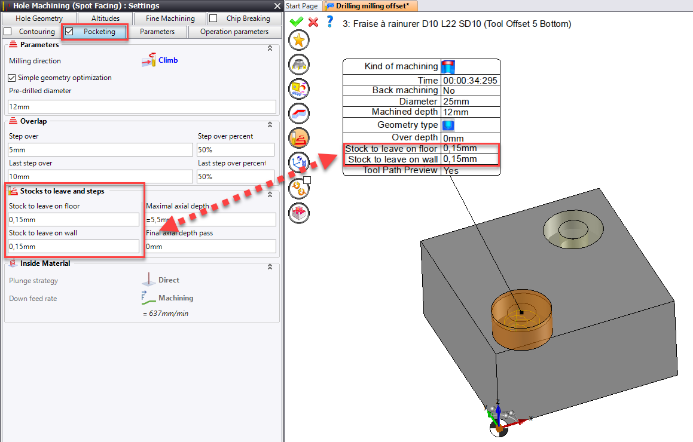 Hole Machining (Spot Facing) : Settings
Hole Geometry Altitudes Fine Machining Chip Breaking
Contouring Pocketing Parameters Operation parameters
Parameters
Milling direction Climb
Simple geometry optimization
Pre-drilled diameter
12mm
Overlap
Step over Step over percent
5mm 50%
Last step over Last step over percent
10mm 50%
Stocks to leave and steps
Stock to leave on floor Maximal axial depth
0,15mm =5,5mm
Stock to leave on wall Final axial depth pass
0,15mm 0mm
Inside Material
Plunge strategy Direct
Down feed rate Machining
= 637mm/min
Start Page Drilling milling offset*
3: Fraise à rainurer D10 L22 SD10 (Tool Offset 5 Bottom)
Kind of machining
Time 00:00:34:295
Back machining No
Diameter 25mm
Machined depth 12mm
Geometry type
Over depth 0mm
Stock to leave on floor 0,15mm
Stock to leave on wall 0,15mm
Tool Path Preview Yes
z
x